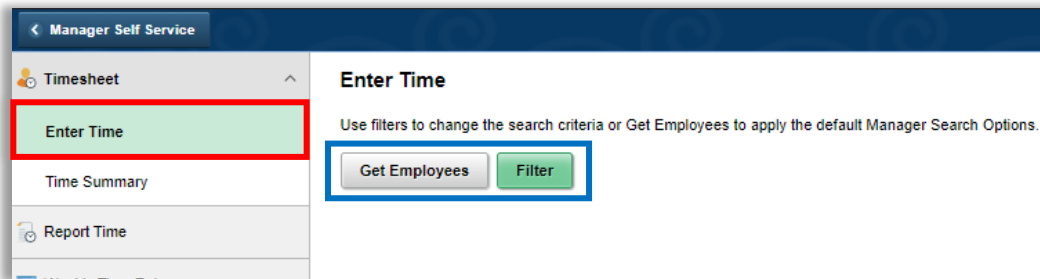 Manager Self Service
Timesheet
Enter Time
Time Summary
Report Time
Enter Time
Use filters to change the search criteria or Get Employees to apply the default Manager Search Options.
Get Employees
Filter